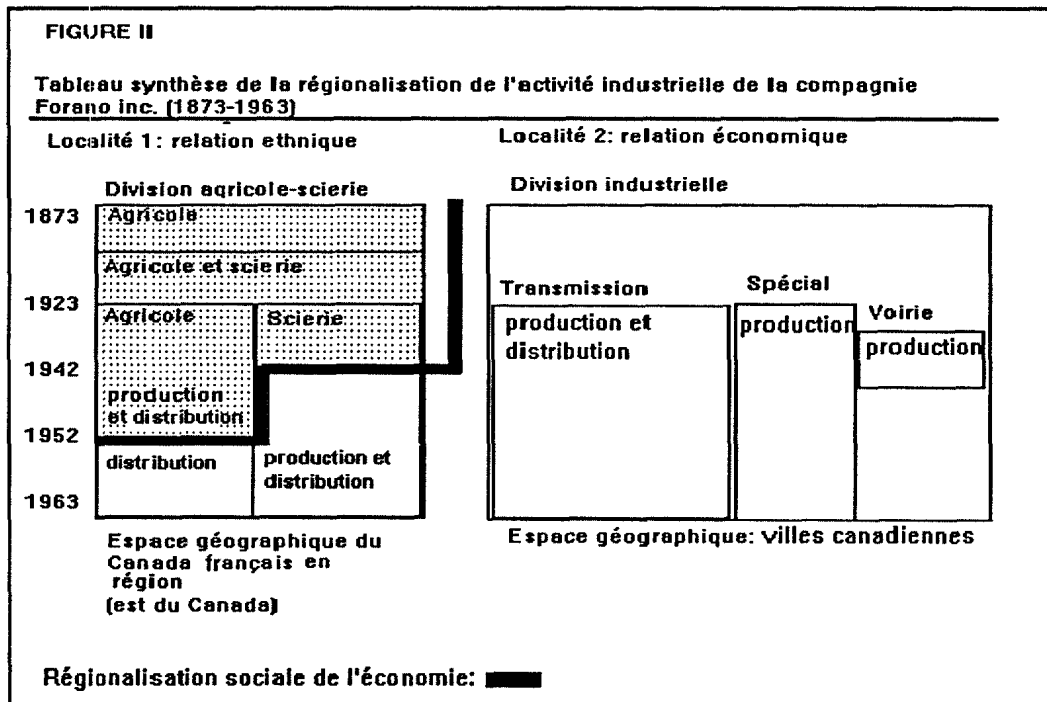 FIGURE II
Tableau synthèse de la régionalisation de l'activité industrielle de la compagnie
Forano inc. (1873-1963)
Localité 1: relation ethnique
Localité 2: relation économique
Division agricole-scierie
Division industrielle
1873
Agricole
Agricole et scierie
1923
Agricole
Scierie
1942
production
et distribution
1952
distribution
production et
distribution
1963
Transmission
production et
distribution
Spécial
production
Voirie
production
Espace géographique du
Canada français en
région
(est du Canada)
Espace géographique: villes canadiennes
Régionalisation sociale de l'économie: